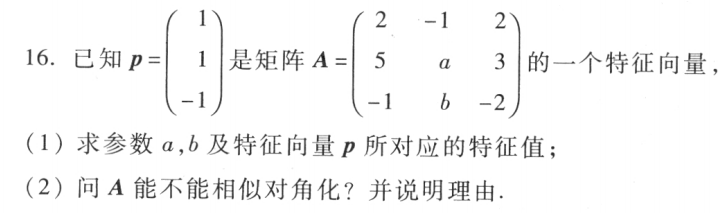 16. 已知 p=
(
1
1
-1
)
是矩阵 A=
(
2 -1 2
5 a 3
-1 b -2
)
的一个特征向量,
(1) 求参数 a,b 及特征向量 p 所对应的特征值;
(2) 问 A 能不能相似对角化? 并说明理由.